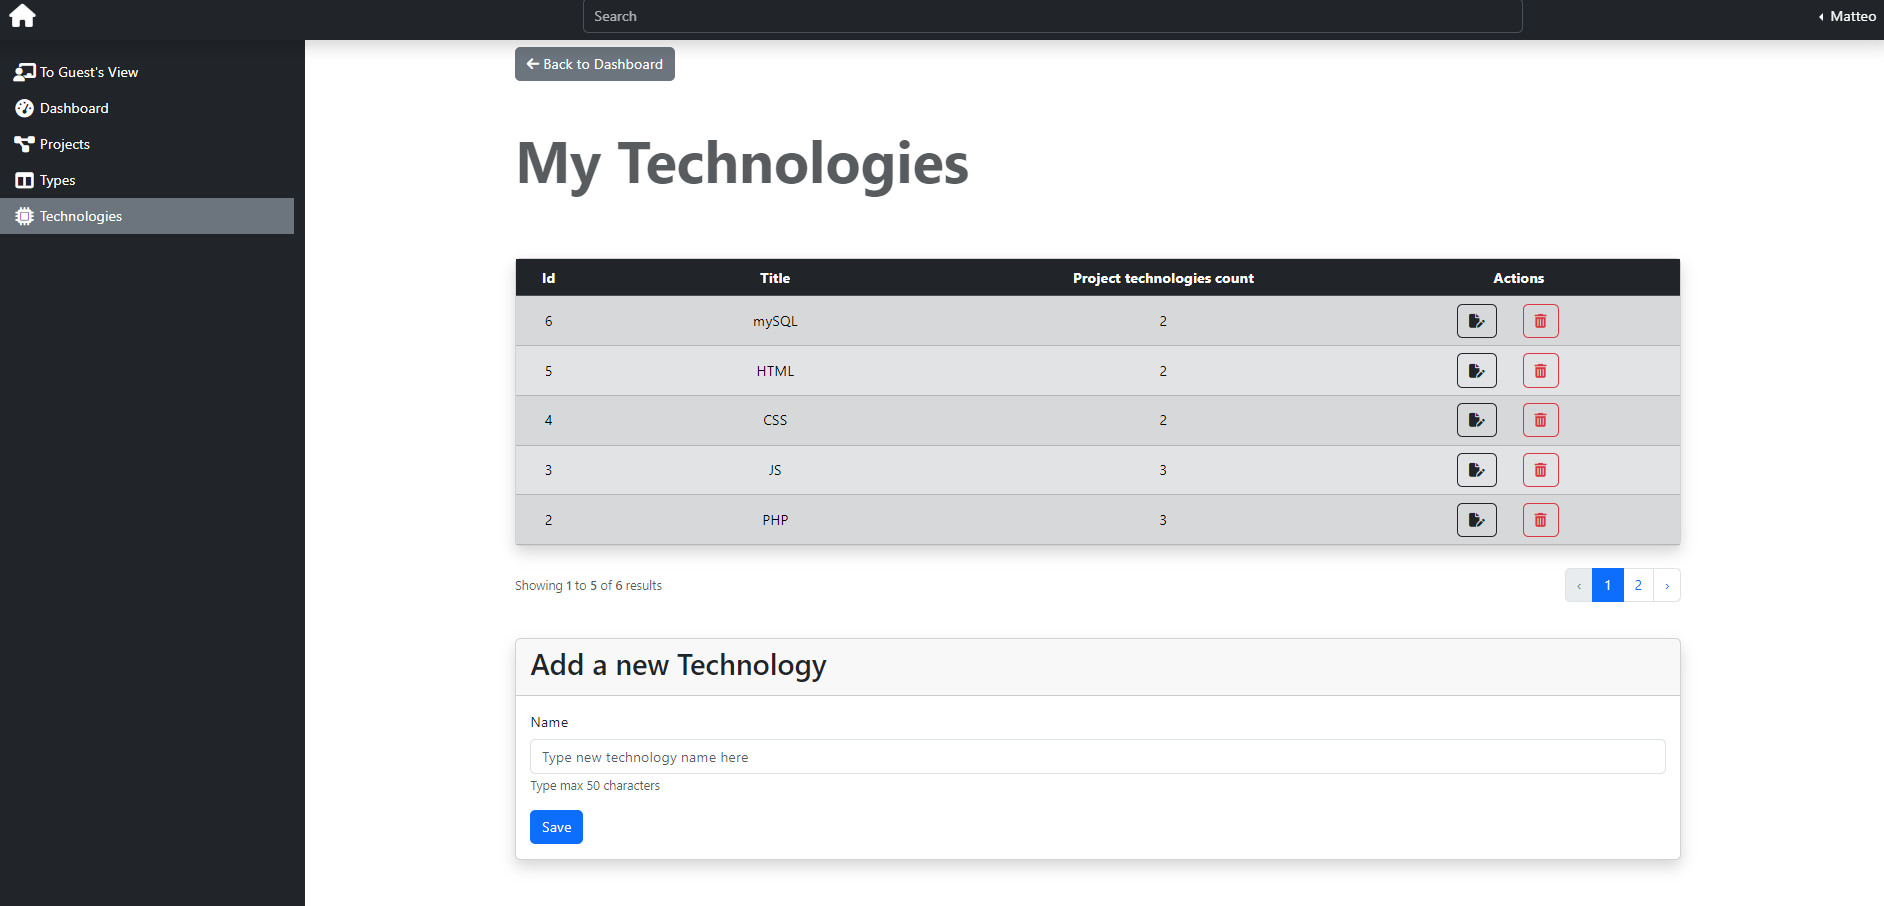 Search
Matteo
To Guest's View
Dashboard
Projects
Types
Technologies
Back to Dashboard
My Technologies
Id Title Project technologies count Actions
6 mySQL 2
5 HTML 2
4 CSS 2
3 JS 3
2 PHP 3
Showing 1 to 5 of 6 results
‹ 1 2 ›
Add a new Technology
Name
Type new technology name here
Type max 50 characters
Save